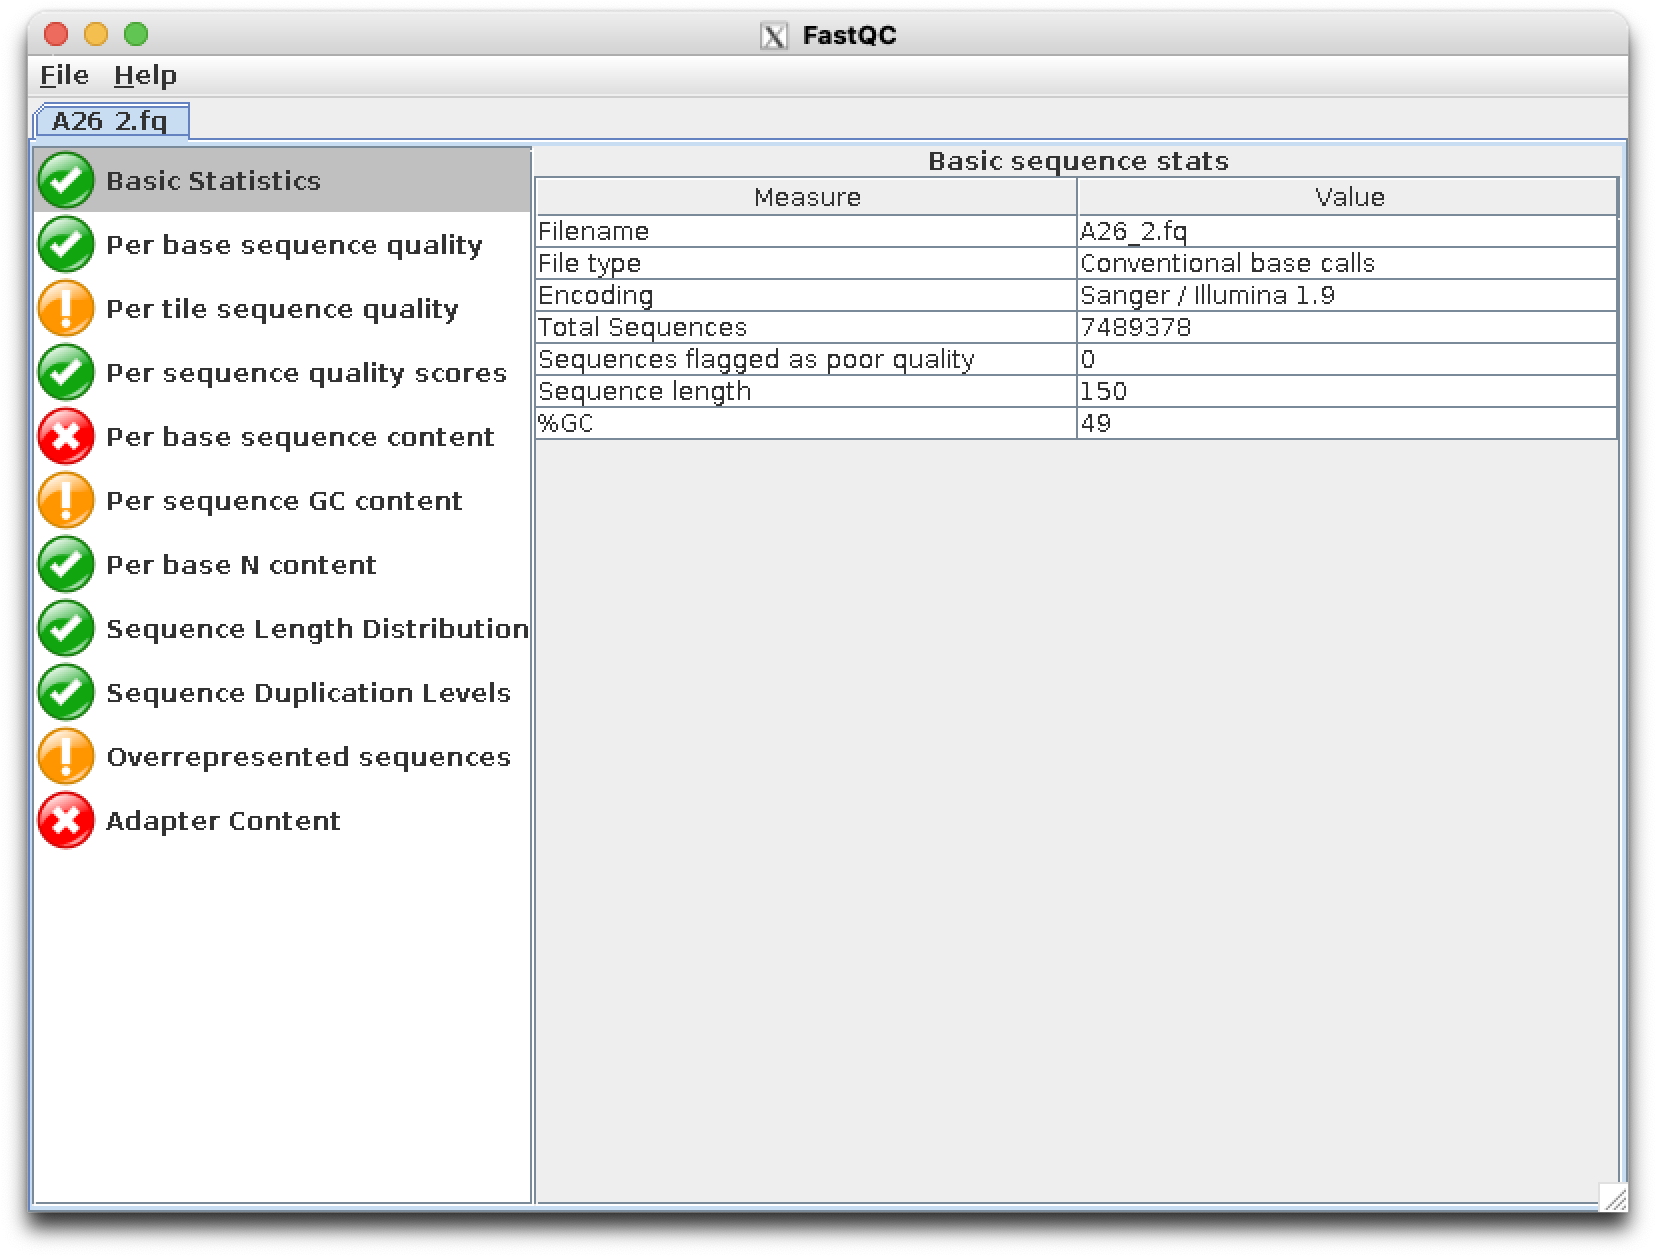 FastQC
File Help
A26_2.fq
Basic Statistics
Per base sequence quality
Per tile sequence quality
Per sequence quality scores
Per base sequence content
Per sequence GC content
Per base N content
Sequence Length Distribution
Sequence Duplication Levels
Overrepresented sequences
Adapter Content
Basic sequence stats
Measure Value
Filename A26_2.fq
File type Conventional base calls
Encoding Sanger / Illumina 1.9
Total Sequences 7489378
Sequences flagged as poor quality 0
Sequence length 150
%GC 49